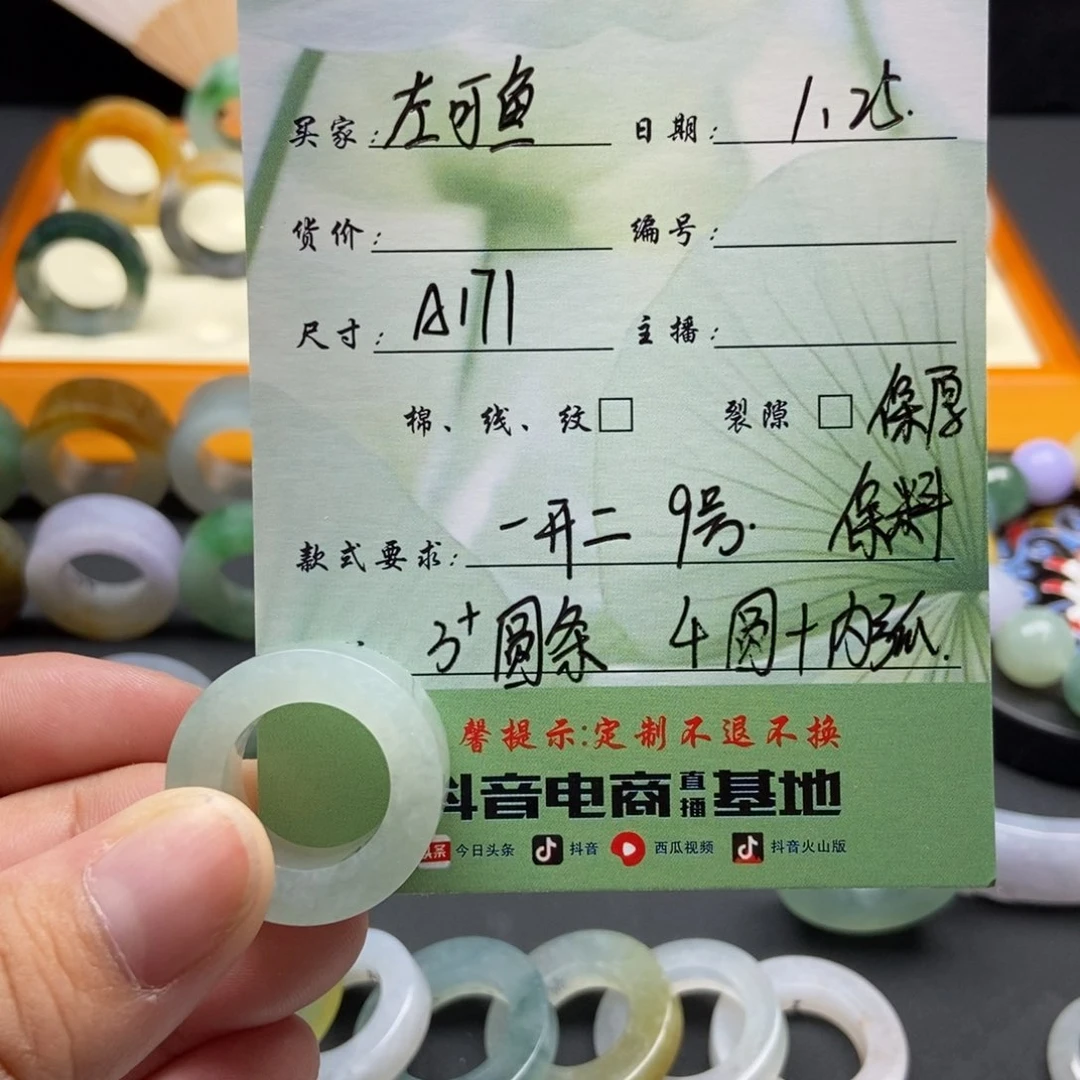 买家：左可鱼 日期：1.25.
货价： 编号：
尺寸：A171 主播：
棉、线、纹□ 裂隙□ 保厚
款式要求：一开二 9号. 保料
3+圆条 4圆+内弧.
馨提示:定制不退不换
抖音电商直播基地
头条 今日头条 抖音 西瓜视频 抖音火山版